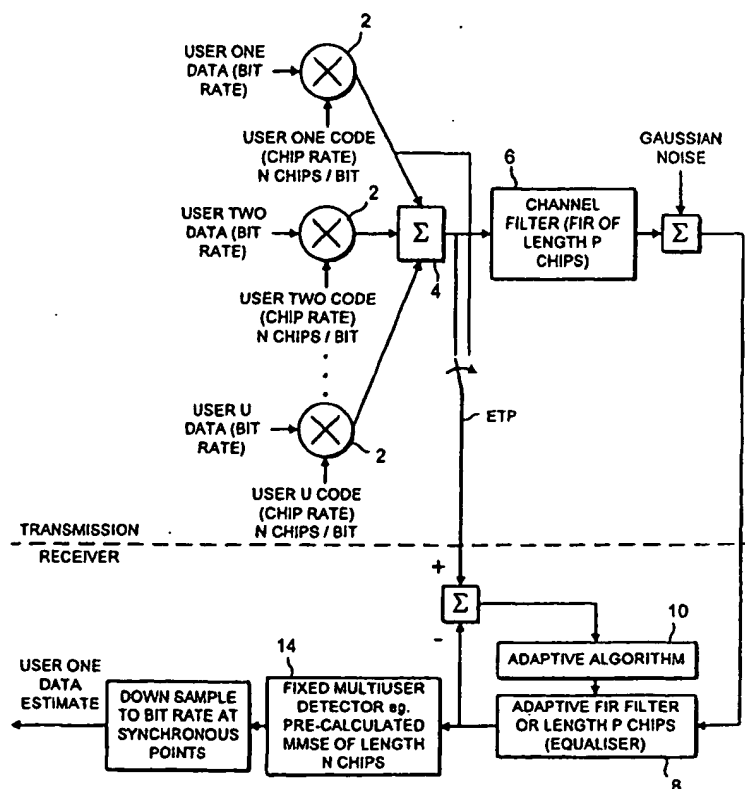 2
USER ONE
DATA (BIT
RATE)
USER ONE CODE
(CHIP RATE)
N CHIPS / BIT
GAUSSIAN
NOISE
6
CHANNEL
FILTER (FIR OF
LENGTH P
CHIPS)
Σ
2
USER TWO
DATA (BIT
RATE)
Σ
4
USER TWO CODE
(CHIP RATE)
N CHIPS / BIT
ETP
USER U
DATA (BIT
RATE)
2
USER U CODE
(CHIP RATE)
N CHIPS / BIT
TRANSMISSION
RECEIVER
+
Σ
-
10
ADAPTIVE ALGORITHM
14
USER ONE
DATA
ESTIMATE
DOWN SAMPLE
TO BIT RATE AT
SYNCHRONOUS
POINTS
FIXED MULTIUSER
DETECTOR eg.
PRE-CALCULATED
MMSE OF LENGTH
N CHIPS
ADAPTIVE FIR FILTER
OR LENGTH P CHIPS
(EQUALISER)
8